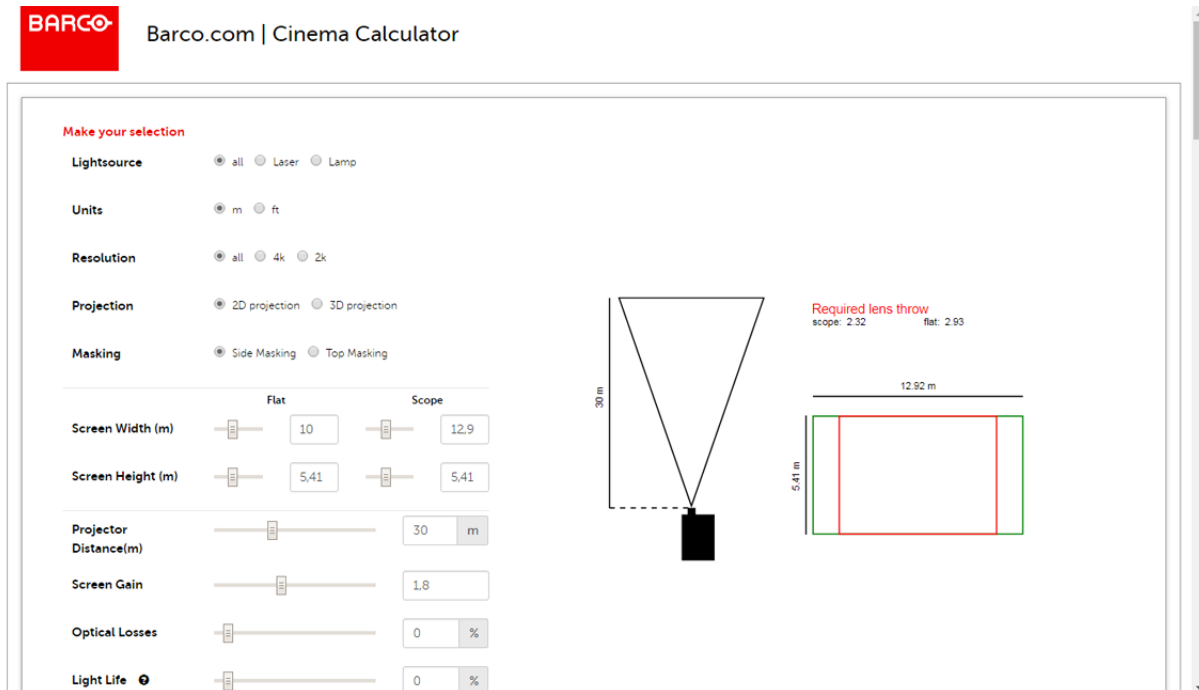 BARCO
Barco.com | Cinema Calculator
Make your selection
Lightsource all Laser Lamp
Units m ft
Resolution all 4k 2k
Projection 2D projection 3D projection
Masking Side Masking Top Masking
Flat Scope
Screen Width (m) 10 12,9
Screen Height (m) 5,41 5,41
Projector
Distance(m) 30 m
Screen Gain 1,8
Optical Losses 0 %
Light Life ? 0 %
30 m
Required lens throw
scope: 2.32 flat: 2.93
12.92 m
5.41 m